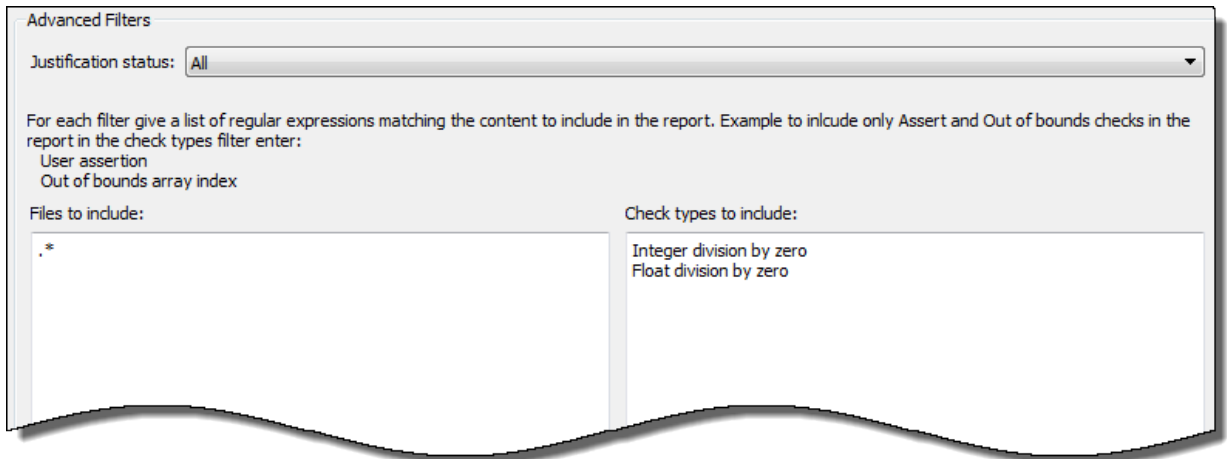 Advanced Filters
Justification status: All
For each filter give a list of regular expressions matching the content to include in the report. Example to inlcude only Assert and Out of bounds checks in the
report in the check types filter enter:
User assertion
Out of bounds array index
Files to include:
Check types to include:
.*
Integer division by zero
Float division by zero